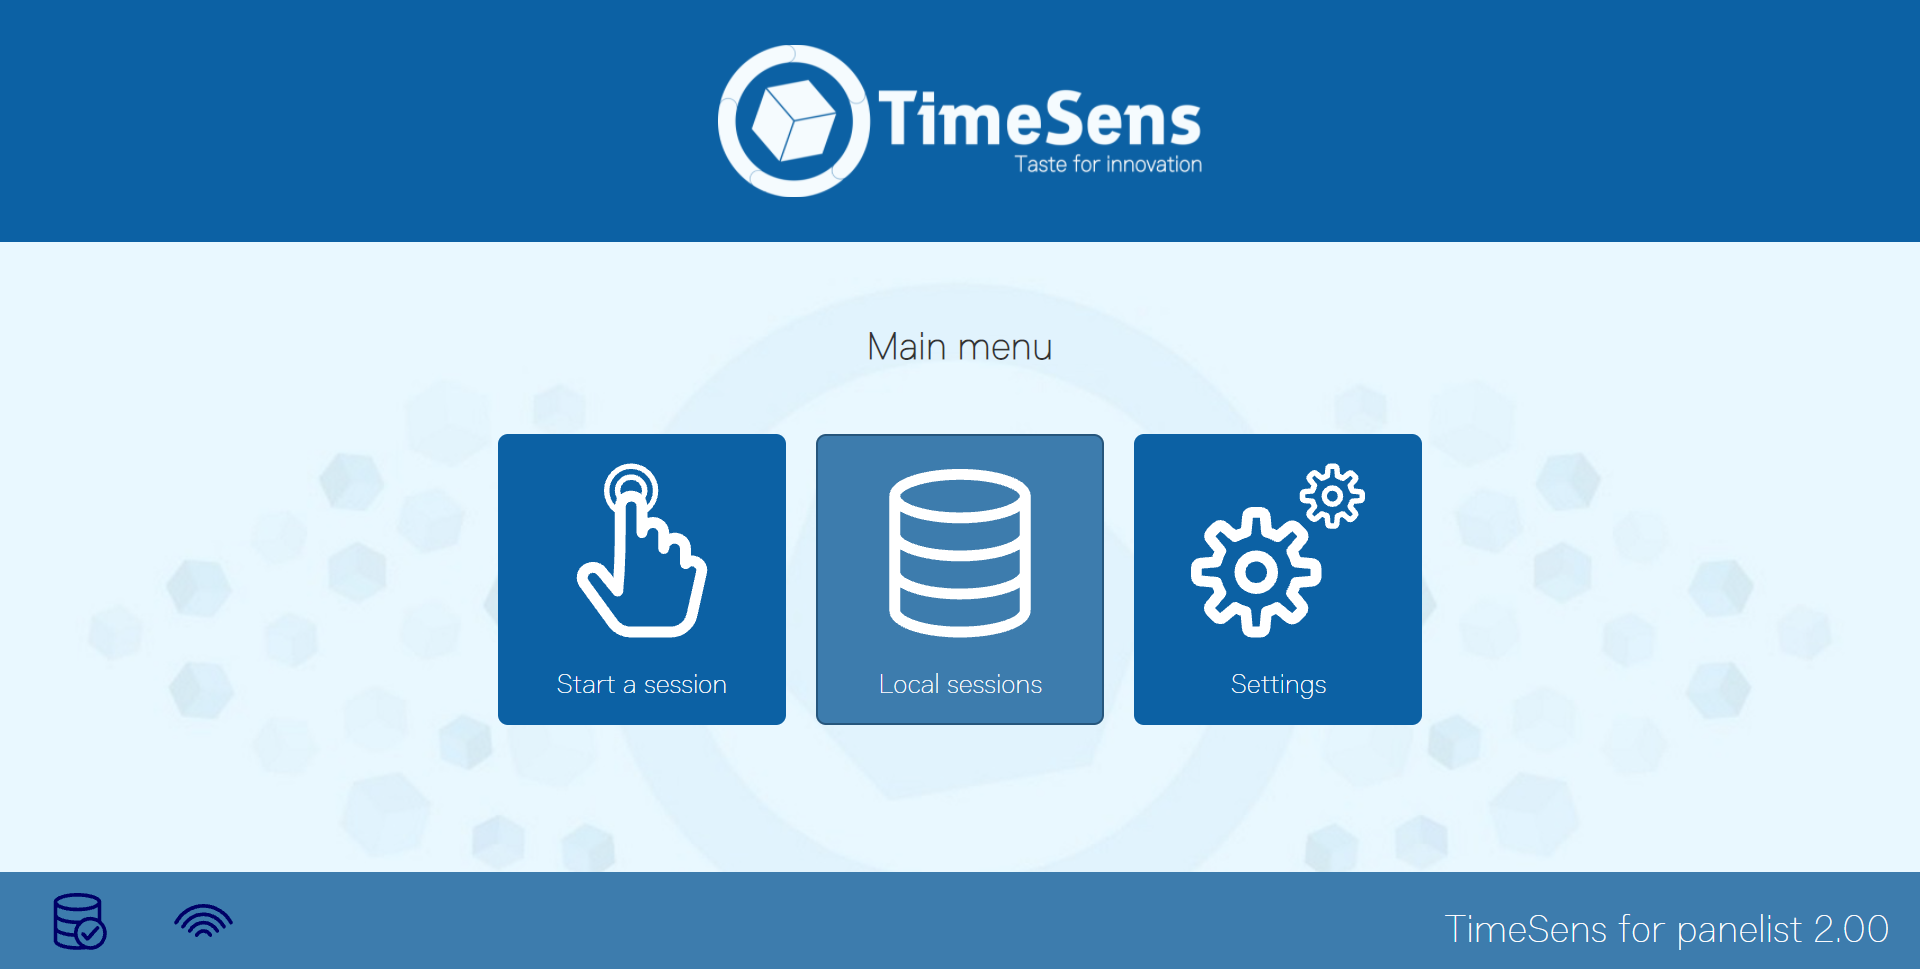 TimeSens
Taste for innovation
Main menu
Start a session
Local sessions
Settings
TimeSens for panelist 2.00